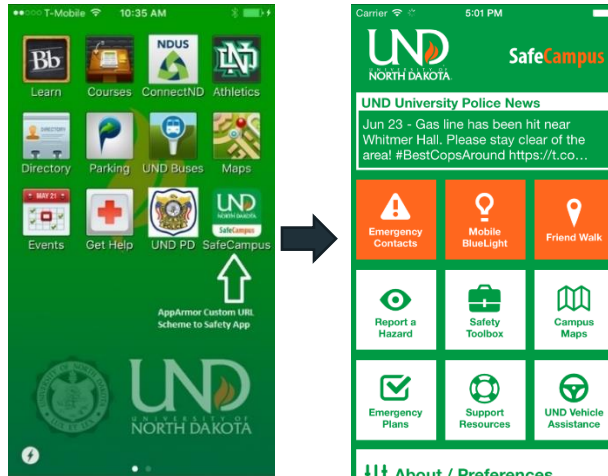 T-Mobile 10:35 AM
Bb
NDUS
Learn Courses ConnectND Athletics
DIRECTORY
Directory Parking UND Buses Maps
MAY 21
UND
NORTH DAKOTA
SafeCampus
Events Get Help UND PD SafeCampus
AppArmor Custom URL
Scheme to Safety App
UND
UNIVERSITY OF
NORTH DAKOTA
Carrier 5:01 PM
UND
UNIVERSITY OF
NORTH DAKOTA
SafeCampus
UND University Police News
Jun 23 - Gas line has been hit near
Whitmer Hall. Please stay clear of the
area! #BestCopsAround https://t.co...
Emergency
Contacts
Mobile
BlueLight
Friend Walk
Report a
Hazard
Safety
Toolbox
Campus
Maps
Emergency
Plans
Support
Resources
UND Vehicle
Assistance
About / Preferences